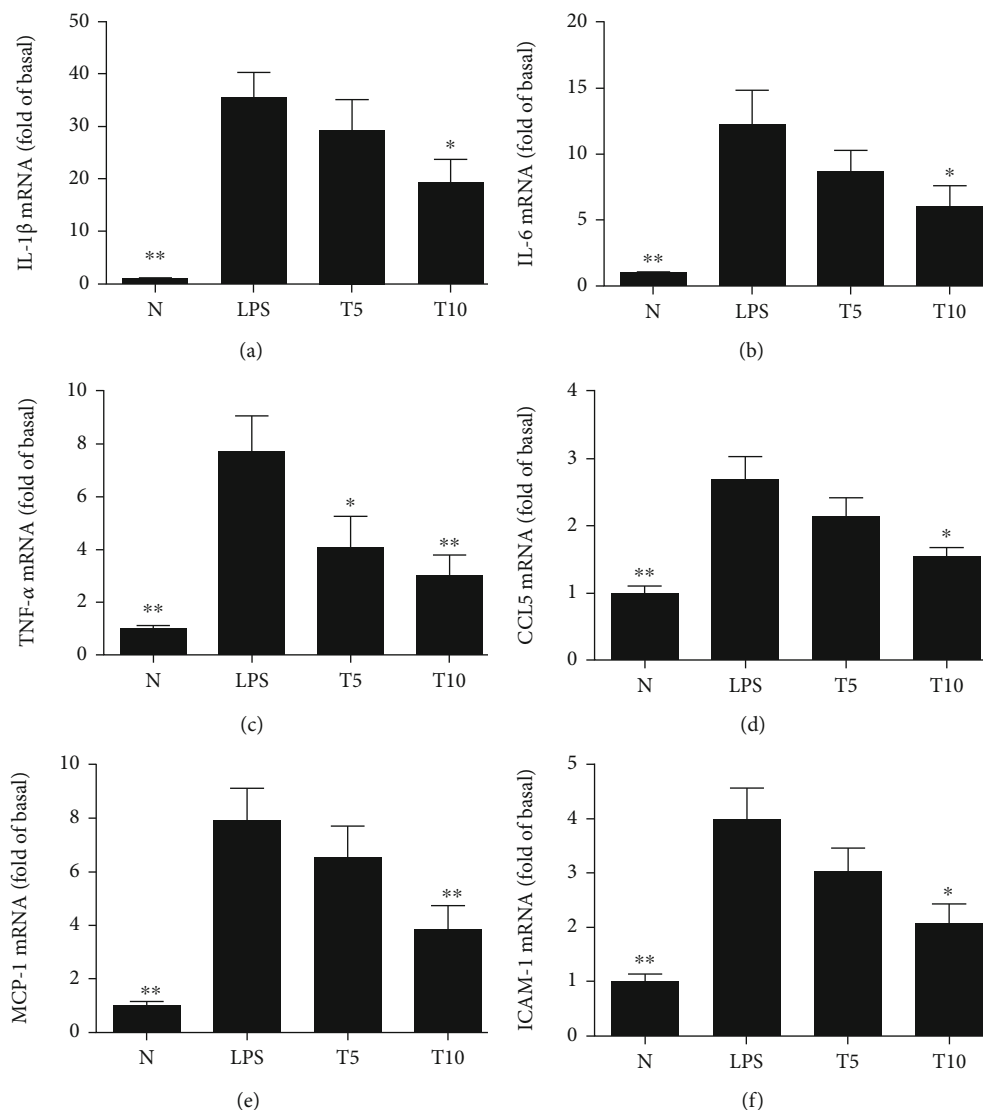 IL-1β mRNA (fold of basal)
50
40
30
20
10
0
**
*
N LPS T5 T10
(a)
IL-6 mRNA (fold of basal)
20
15
10
5
0
**
*
N LPS T5 T10
(b)
TNF-α mRNA (fold of basal)
10
8
6
4
2
0
**
*
**
N LPS T5 T10
(c)
CCL5 mRNA (fold of basal)
4
3
2
1
0
**
*
N LPS T5 T10
(d)
MCP-1 mRNA (fold of basal)
10
8
6
4
2
0
**
**
N LPS T5 T10
(e)
ICAM-1 mRNA (fold of basal)
5
4
3
2
1
0
**
*
N LPS T5 T10
(f)